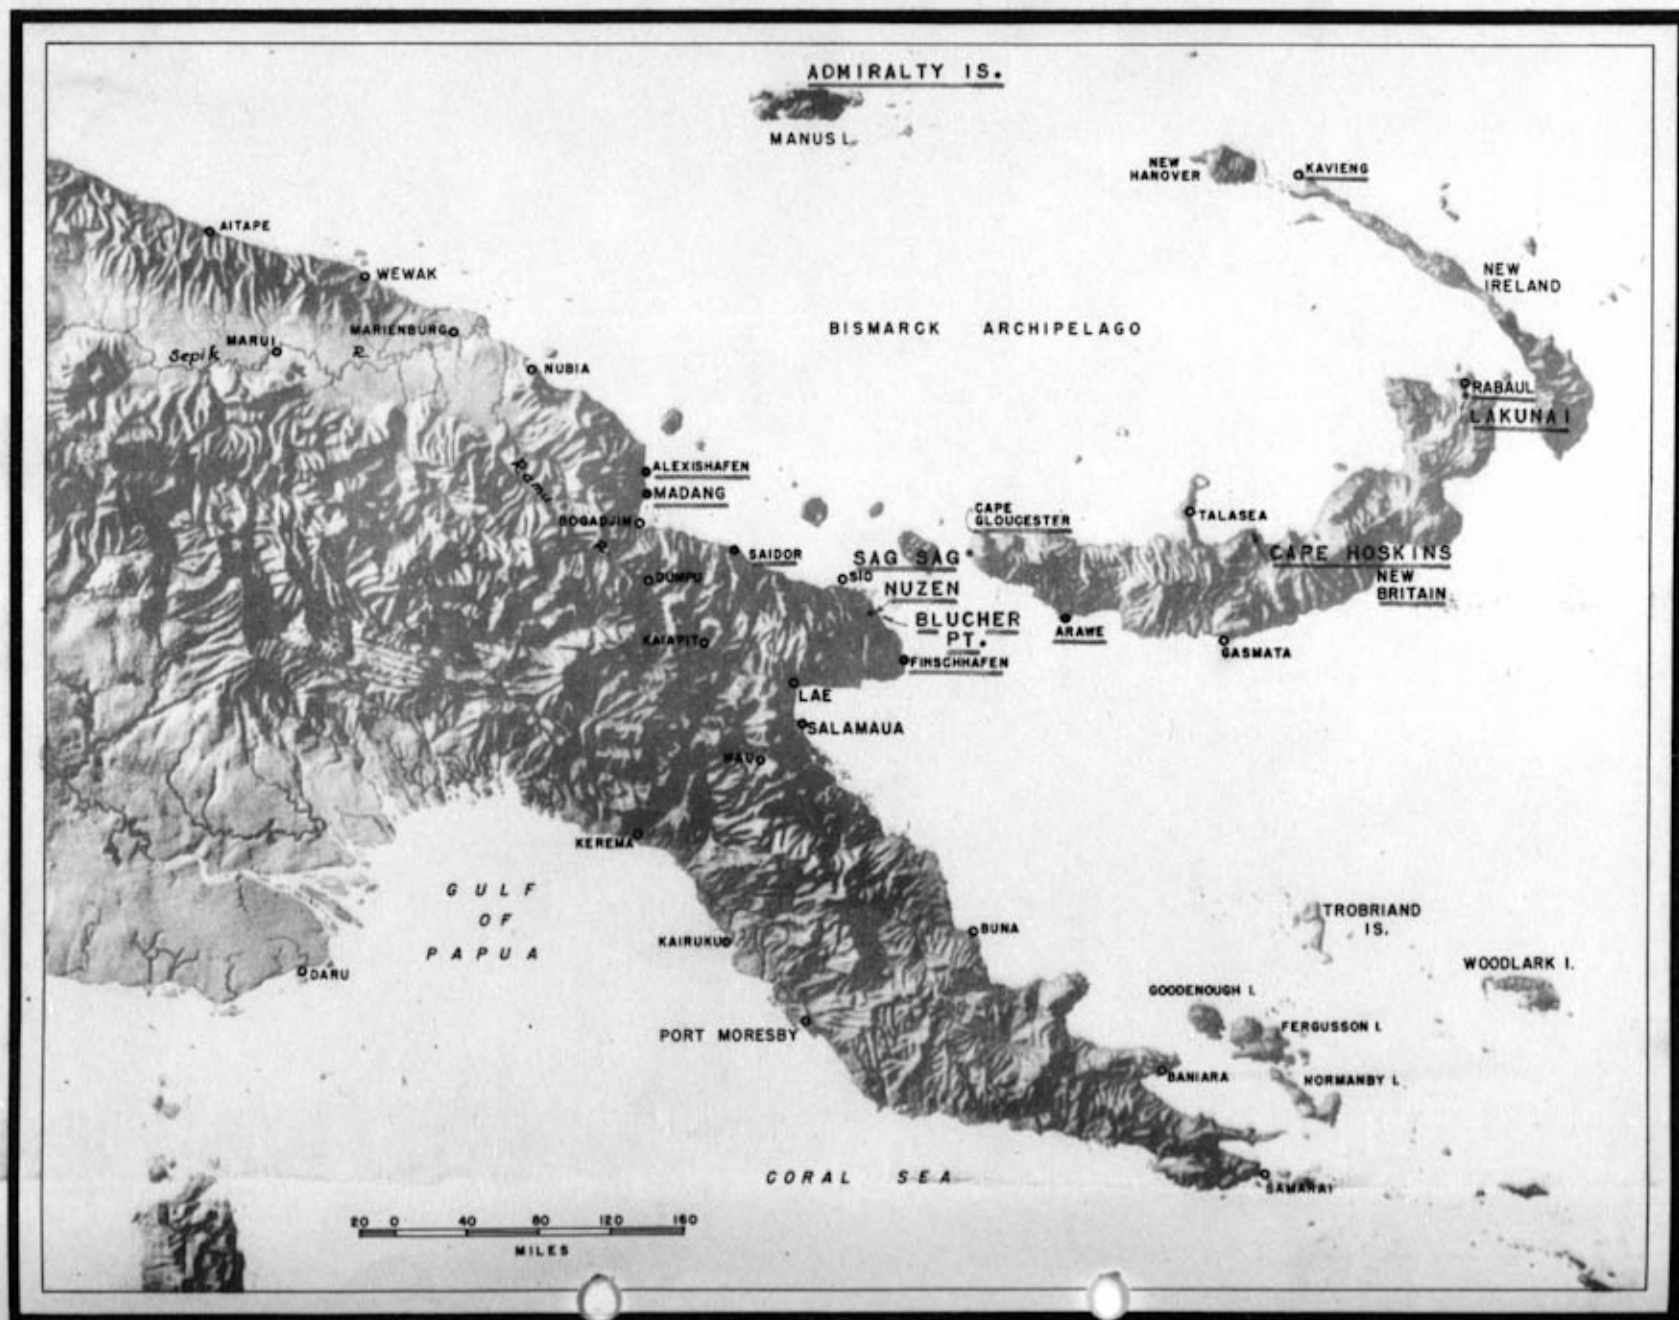 ADMIRALTY IS.
MANUS I.
NEW
HANOVER
KAVIENG
AITAPE
WEWAK
NEW
IRELAND
MARIENBURG
BISMARCK ARCHIPELAGO
MARUI
Sepik R.
NUBIA
RABAUL
LAKUNAI
ALEXISHAFEN
Ramu R.
MADANG
CAPE
GLOUCESTER
TALASEA
BOGADJIM
SAIDOR
SAG SAG
CAPE HOSKINS
DUMPU
SIO
NUZEN
NEW
BRITAIN
BLUCHER
PT.
ARAWE
KAIAPIT
GASMATA
FINSCHHAFEN
LAE
SALAMAUA
WAU
KEREMA
GULF
OF
PAPUA
TROBRIAND
IS.
BUNA
KAIRUKU
WOODLARK I.
DARU
GOODENOUGH I.
FERGUSSON I.
PORT MORESBY
BANIARA
NORMANBY I.
CORAL SEA
SAMARAI
20 0 40 80 120 160
MILES